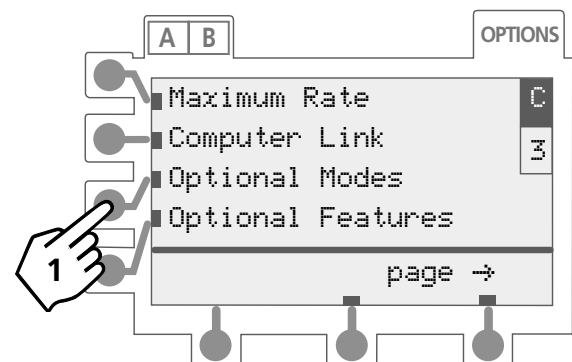 A B
OPTIONS
Maximum Rate
C
Computer Link
3
Optional Modes
Optional Features
1
page →